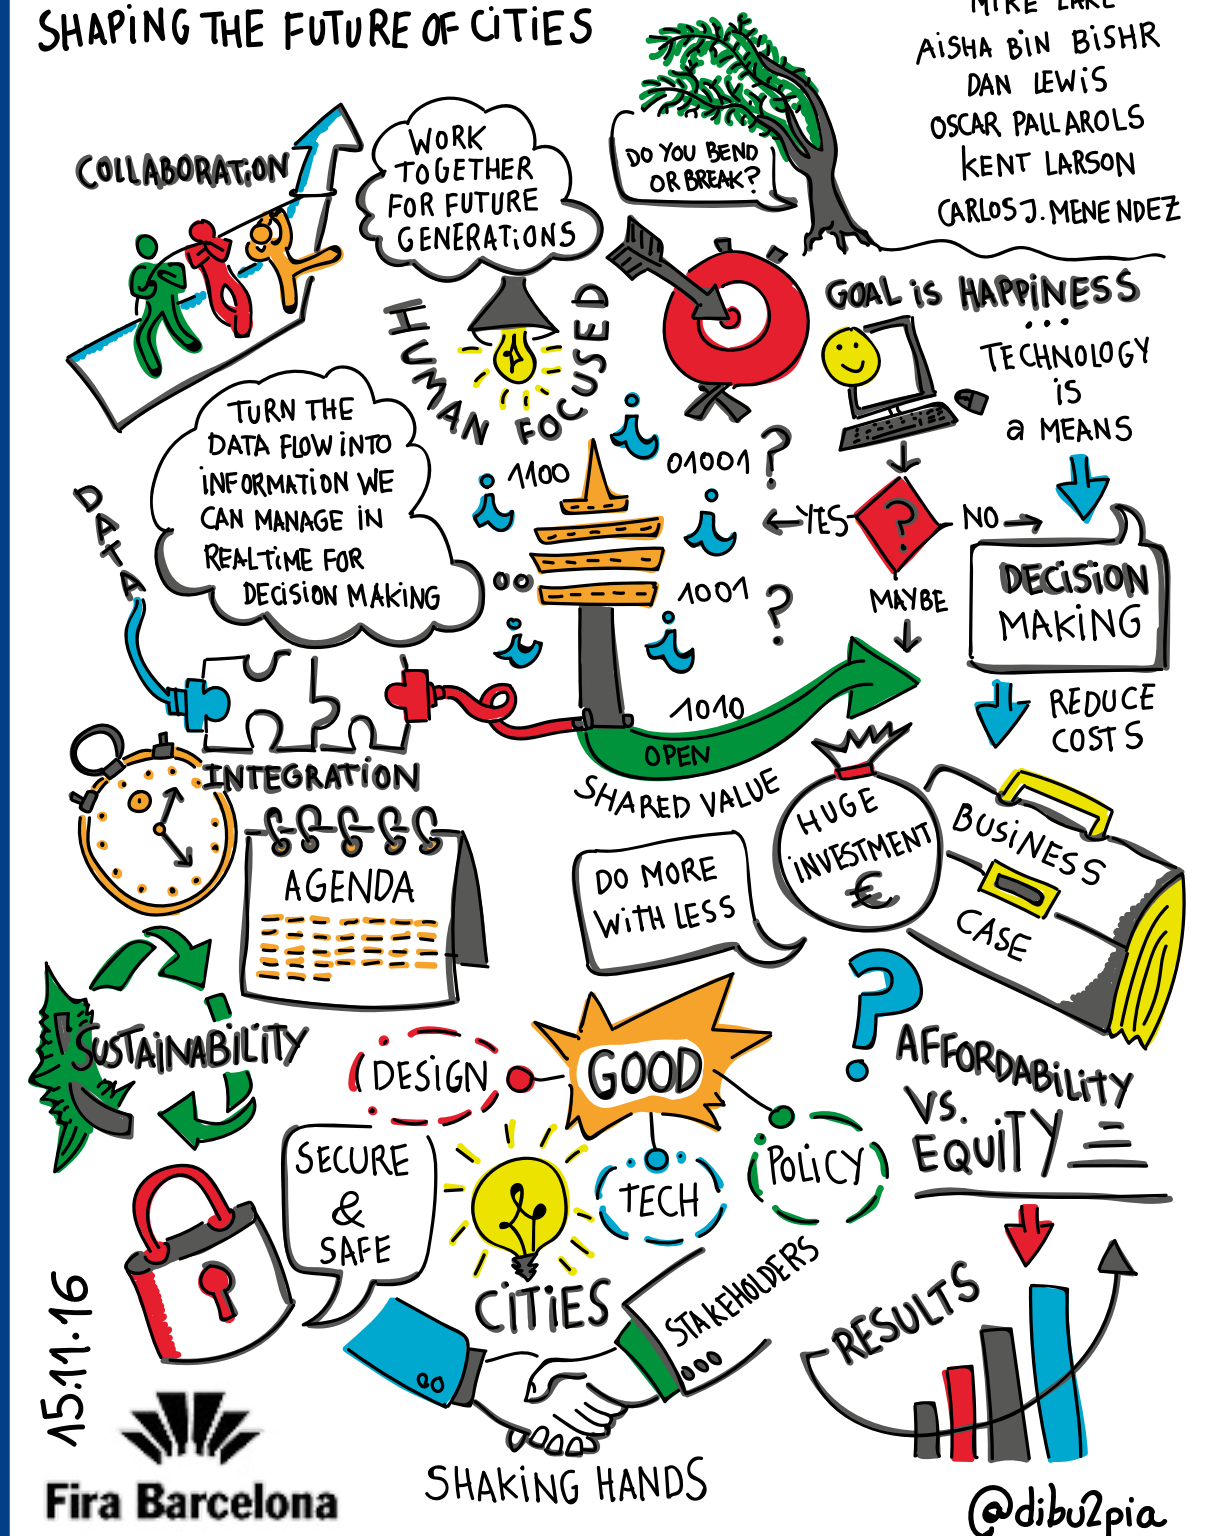 SHAPING THE FUTURE OF CITIES
MIKE LAKE
AISHA BIN BISHR
DAN LEWIS
OSCAR PALLAROLS
KENT LARSON
CARLOS J. MENENDEZ
COLLABORATION
WORK
TOGETHER
FOR FUTURE
GENERATIONS
DO YOU BEND
OR BREAK?
HUMAN FOCUSED
GOAL IS HAPPINESS
...
TECHNOLOGY
IS
a MEANS
TURN THE
DATA FLOW INTO
INFORMATION WE
CAN MANAGE IN
REALTIME FOR
DECISION MAKING
DATA
i
1100
i
01001
?
i
i
00
1001
?
i
i
1010
?
YES
NO
MAYBE
DECISION
MAKING
REDUCE
COSTS
INTEGRATION
OPEN
SHARED VALUE
HUGE
INVESTMENT
€
BUSINESS
CASE
AGENDA
DO MORE
WITH LESS
SUSTAINABILITY
DESIGN
GOOD
TECH
POLICY
?
AFFORDABILITY
VS.
EQUITY
SECURE
&
SAFE
CITIES
STAKEHOLDERS
RESULTS
SHAKING HANDS
15.11.16
Fira Barcelona
@dibu2pia